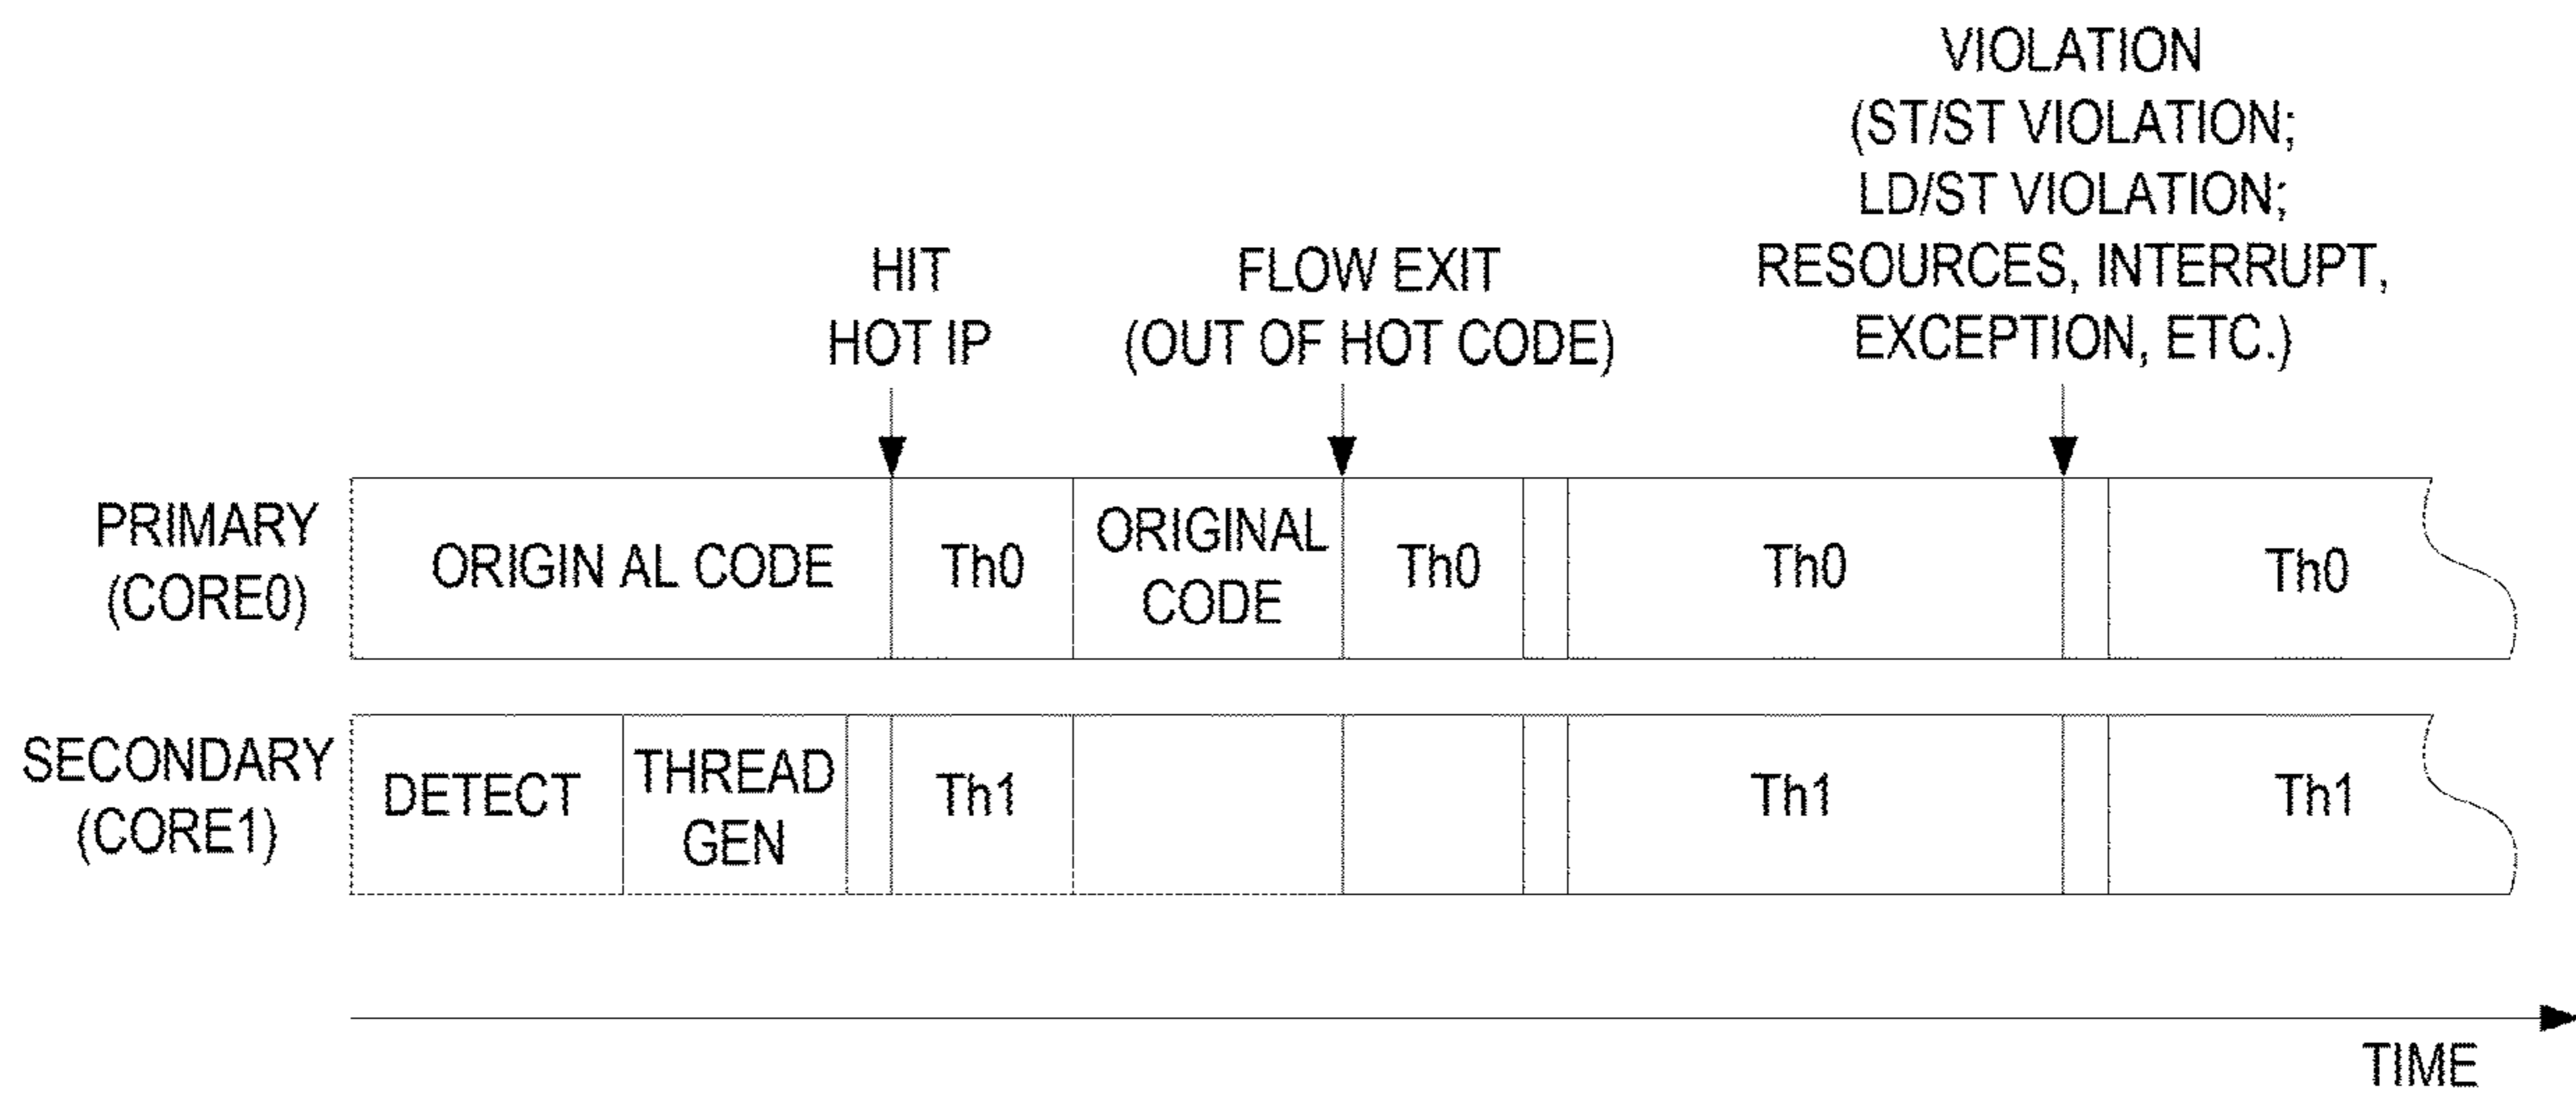 VIOLATION
(ST/ST VIOLATION;
LD/ST VIOLATION;
RESOURCES, INTERRUPT,
EXCEPTION, ETC.)
HIT
HOT IP
FLOW EXIT
(OUT OF HOT CODE)
PRIMARY
(CORE0)
ORIGIN AL CODE
Th0
ORIGINAL
CODE
Th0
Th0
Th0
SECONDARY
(CORE1)
DETECT
THREAD
GEN
Th1
Th1
Th1
TIME